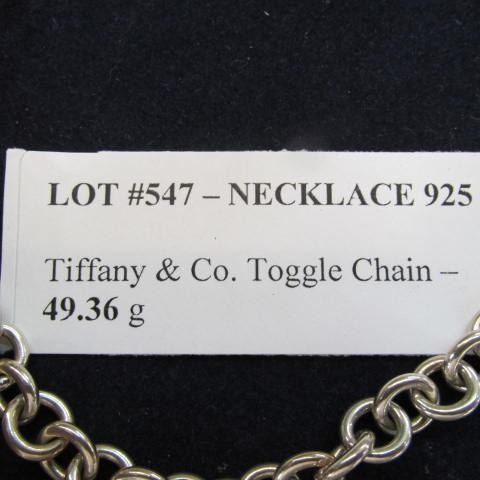 LOT #547 – NECKLACE 925
Tiffany & Co. Toggle Chain –
49.36 g